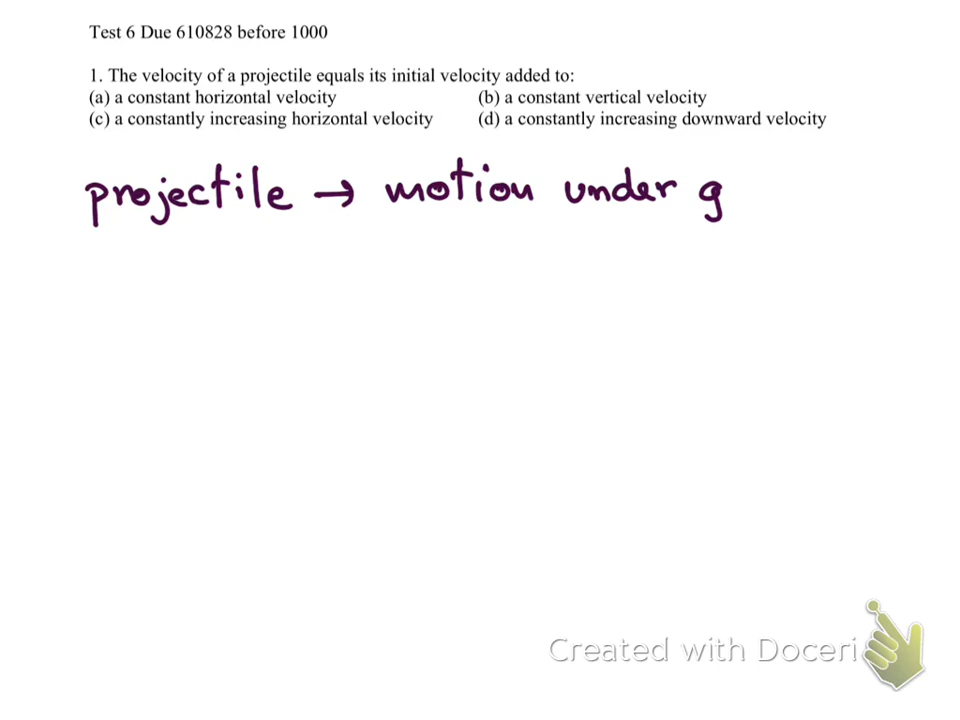 Test 6 Due 610828 before 1000
1. The velocity of a projectile equals its initial velocity added to:
(a) a constant horizontal velocity (b) a constant vertical velocity
(c) a constantly increasing horizontal velocity (d) a constantly increasing downward velocity
projectile → motion under g
Created with Doceri